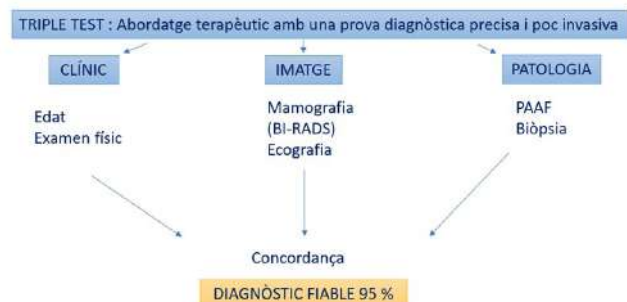 TRIPLE TEST : Abordatge terapèutic amb una prova diagnòstica precisa i poc invasiva
CLÍNIC
Edat
Examen físic
IMATGE
Mamografia
(BI-RADS)
Ecografia
PATOLOGIA
PAAF
Biòpsia
Concordança
DIAGNÒSTIC FIABLE 95 %